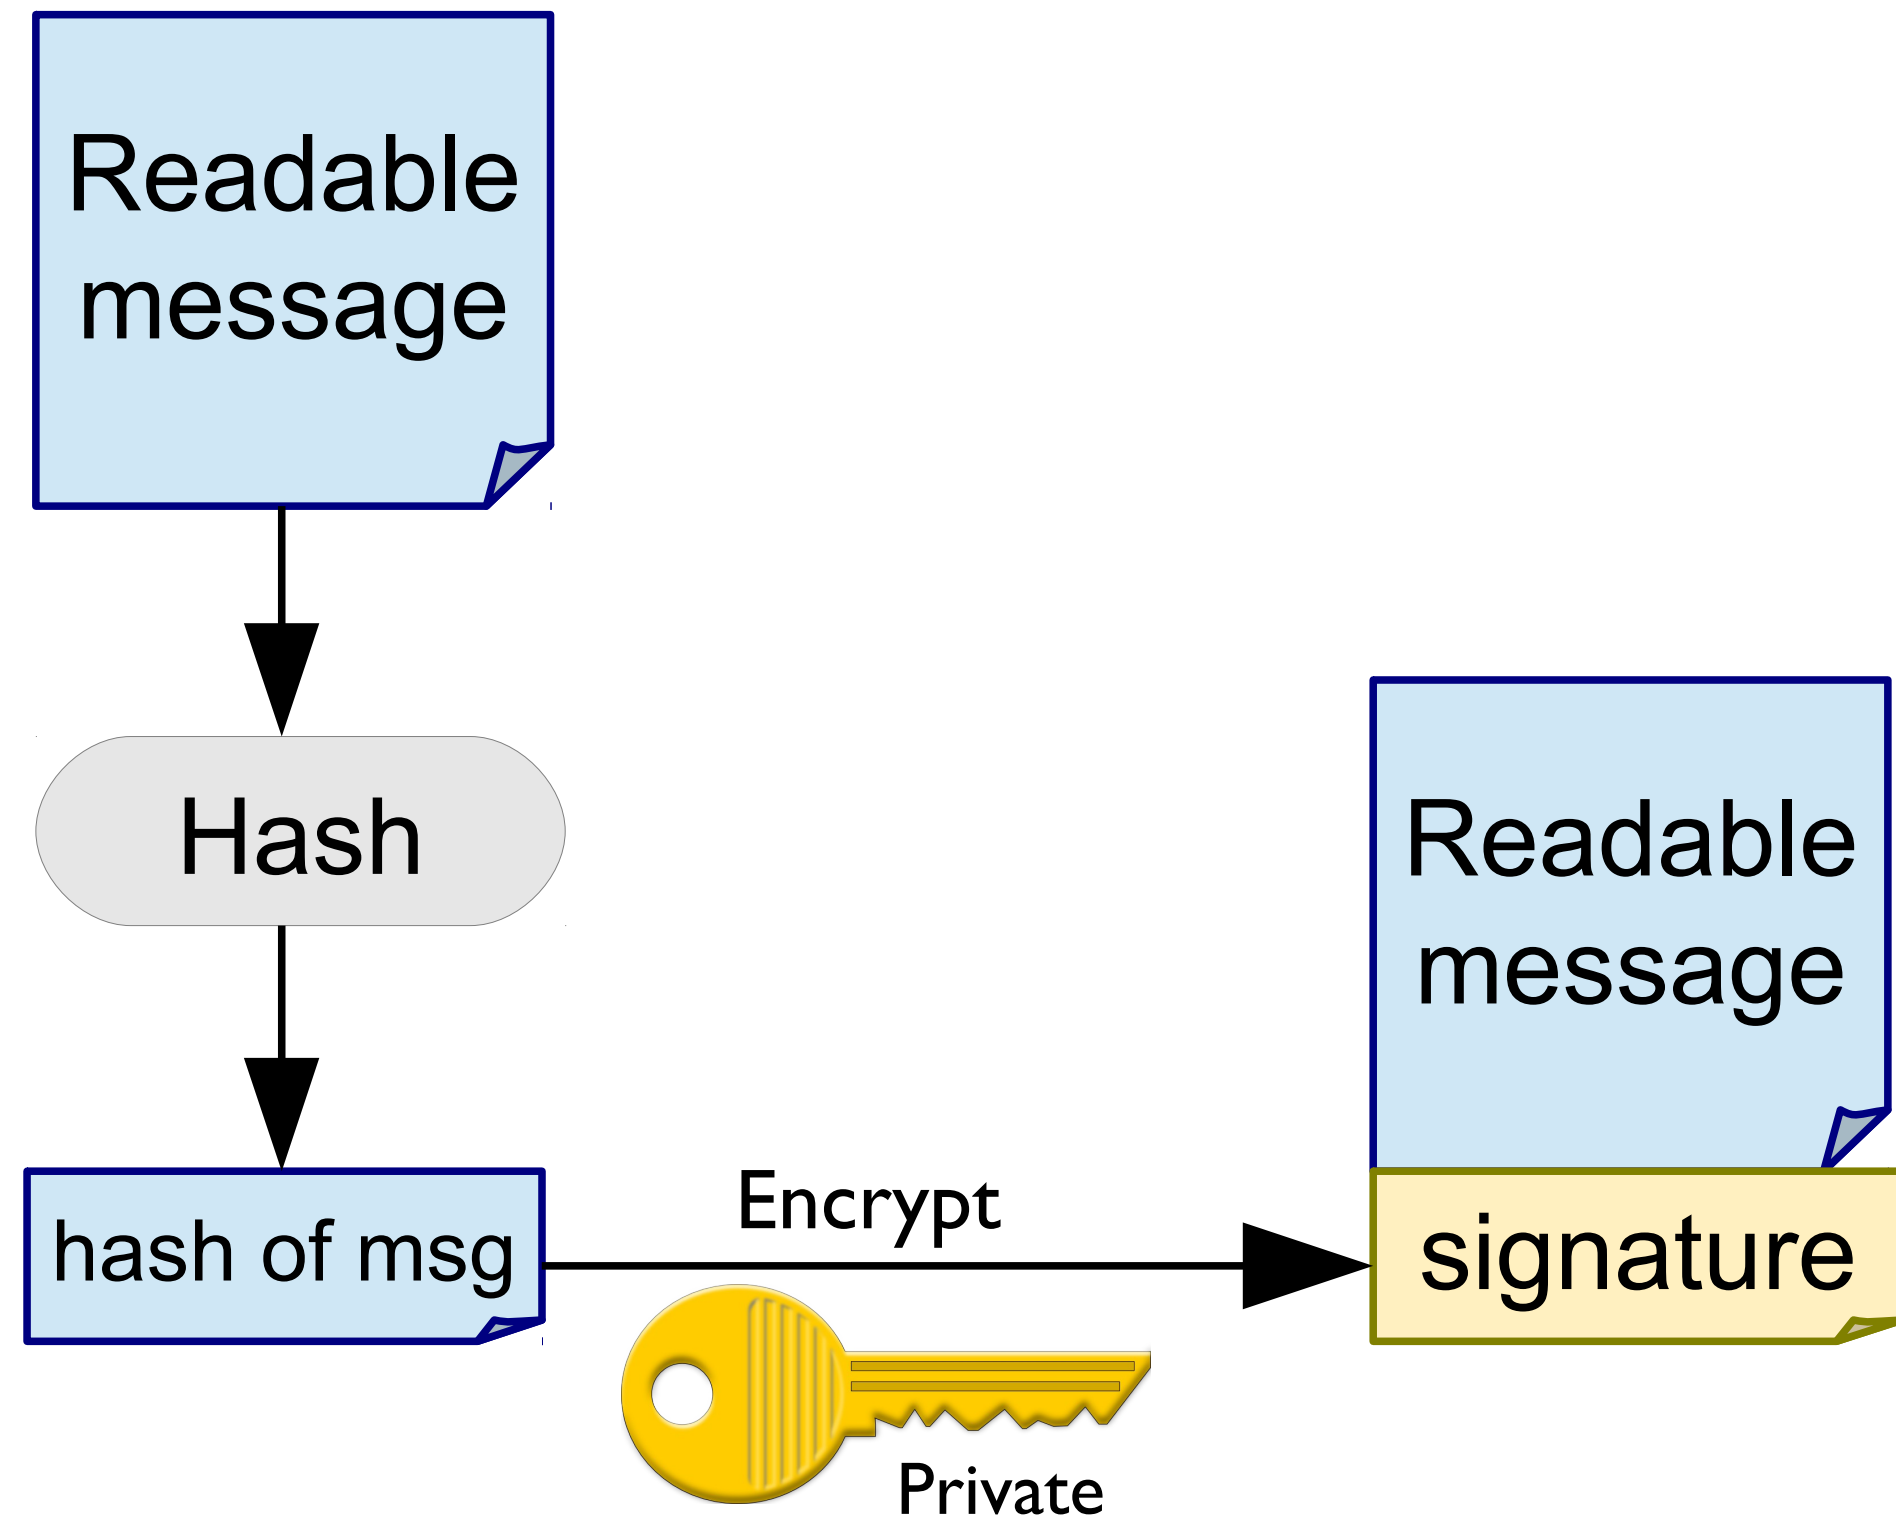 Readable
message
Hash
hash of msg
Encrypt
Private
Readable
message
signature